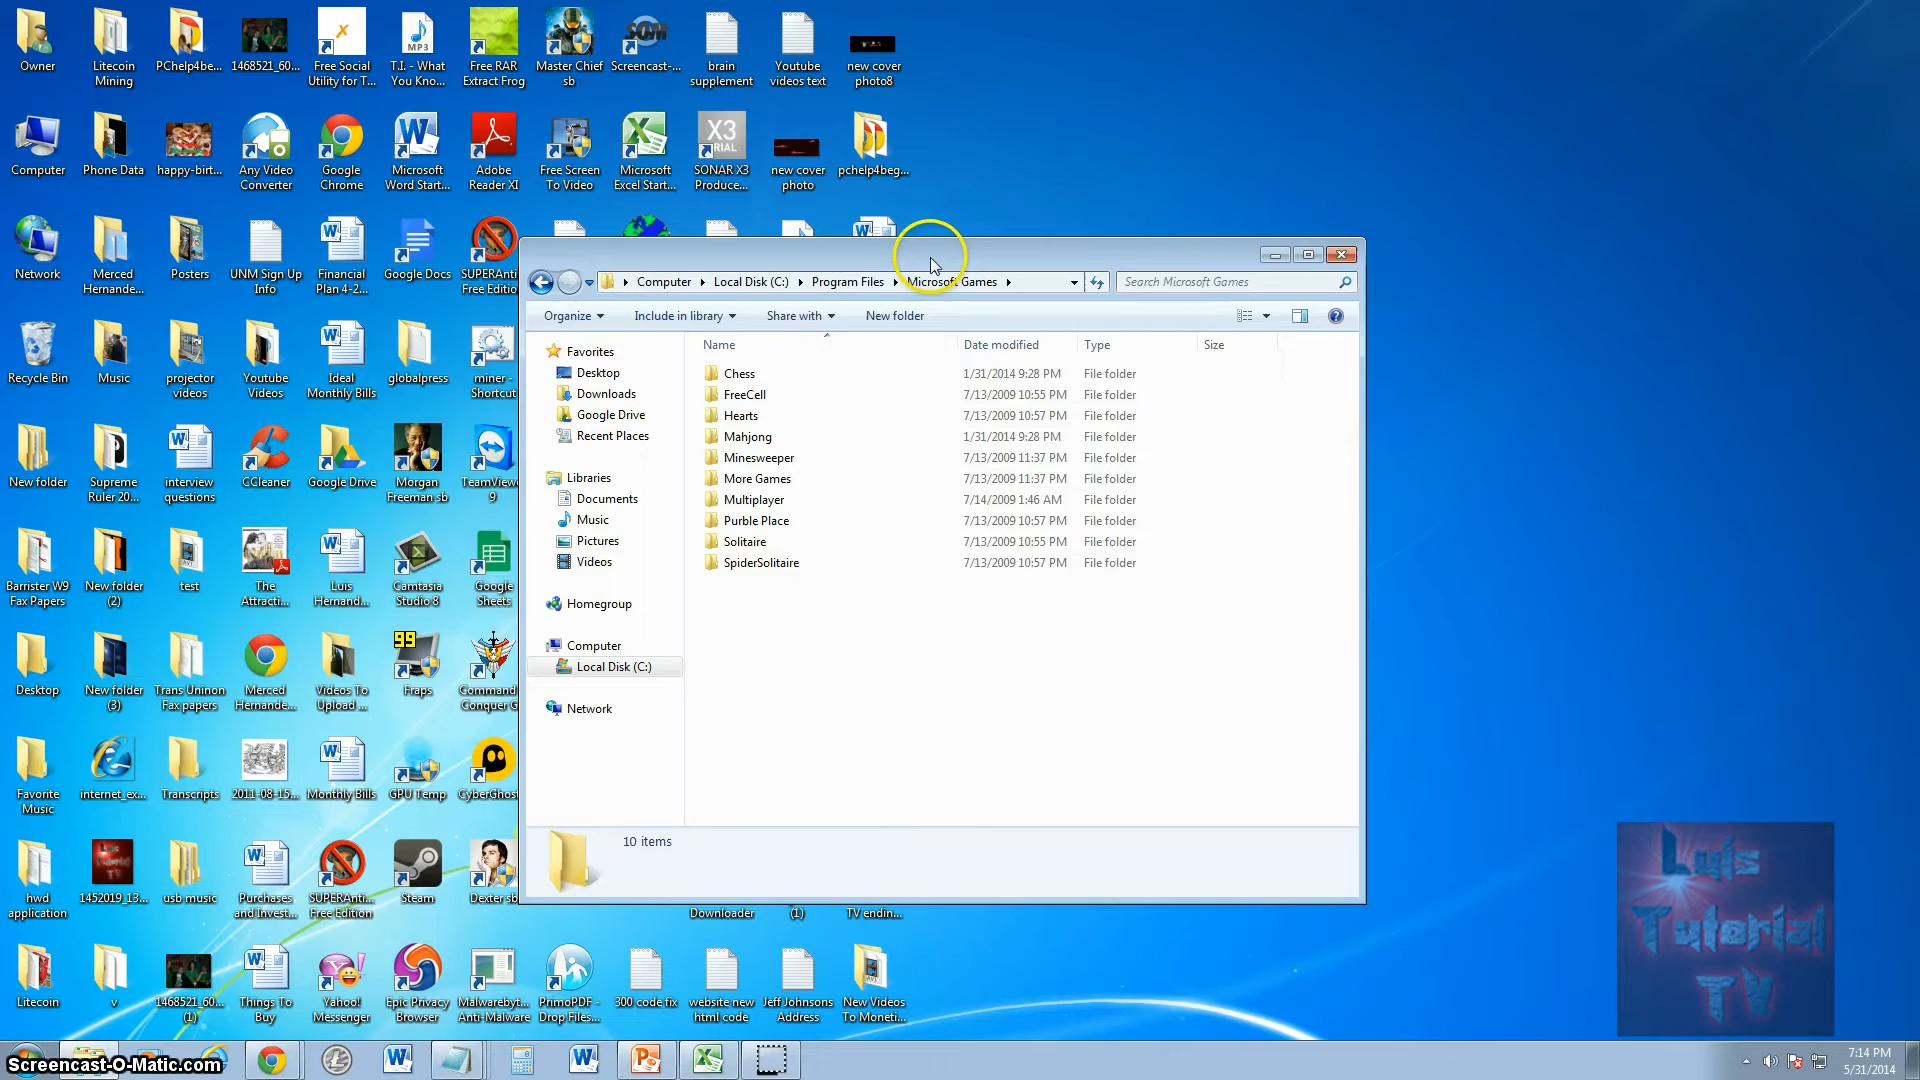 Owner
Litecoin
Mining
PChelp4be...
1468521_60...
Free Social
Utility for T...
T.I. - What
You Kno...
Free RAR
Extract Frog
Master Chief
sb
Screencast-...
brain
supplement
Youtube
videos text
new cover
photo8
Computer
Phone Data
happy-birt...
Any Video
Converter
Google
Chrome
Microsoft
Word Start...
Adobe
Reader XI
Free Screen
To Video
Microsoft
Excel Start...
SONAR X3
Produce...
new cover
photo
pchelp4beg...
Network
Merced
Hernande...
Posters
UNM Sign Up
Info
Financial
Plan 4-2...
Google Docs
SUPERAnti
Free Editio
Recycle Bin
Music
projector
videos
Youtube
Videos
Ideal
Monthly Bills
globalpress
miner -
Shortcut
New folder
Supreme
Ruler 20...
interview
questions
CCleaner
Google Drive
Morgan
Freeman sb
TeamView
9
Barrister W9
Fax Papers
New folder
(2)
test
The
Attracti...
Luis
Hernand...
Camtasia
Studio 8
Google
Sheets
Desktop
New folder
(3)
Trans Uninon
Fax papers
Merced
Hernande...
Videos To
Upload ...
99
Fraps
Command
Conquer G
Favorite
Music
internet_ex...
Transcripts
2011-08-15...
Monthly Bills
GPU Temp
CyberGhost
hwd
application
1452019_13...
usb music
Purchases
and Invest...
SUPERAnti...
Free Edition
Steam
Dexter sb
Downloader
(1)
TV endin...
Litecoin
v
1468521_60...
(1)
Things To
Buy
Yahoo!
Messenger
Epic Privacy
Browser
Malwarebyt...
Anti-Malware
PrimoPDF -
Drop Files...
300 code fix
website new
html code
Jeff Johnsons
Address
New Videos
To Moneti...
Computer
Local Disk (C:)
Program Files
Microsoft Games
Search Microsoft Games
Organize
Include in library
Share with
New folder
Name
Date modified
Type
Size
Favorites
Desktop
Downloads
Google Drive
Recent Places
Libraries
Documents
Music
Pictures
Videos
Homegroup
Computer
Local Disk (C:)
Network
Chess 1/31/2014 9:28 PM File folder
FreeCell 7/13/2009 10:55 PM File folder
Hearts 7/13/2009 10:57 PM File folder
Mahjong 1/31/2014 9:28 PM File folder
Minesweeper 7/13/2009 11:37 PM File folder
More Games 7/13/2009 11:37 PM File folder
Multiplayer 7/14/2009 1:46 AM File folder
Purble Place 7/13/2009 10:57 PM File folder
Solitaire 7/13/2009 10:55 PM File folder
SpiderSolitaire 7/13/2009 10:57 PM File folder
10 items
Luis
Tutorial
TV
Screencast-O-Matic.com
7:14 PM
5/31/2014